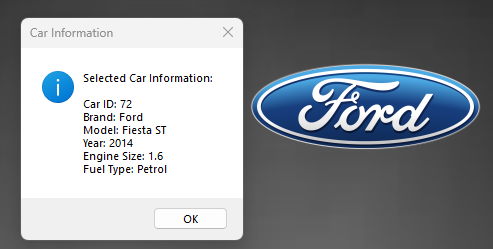 Car Information
Selected Car Information:
Car ID: 72
Brand: Ford
Model: Fiesta ST
Year: 2014
Engine Size: 1.6
Fuel Type: Petrol
OK
Ford